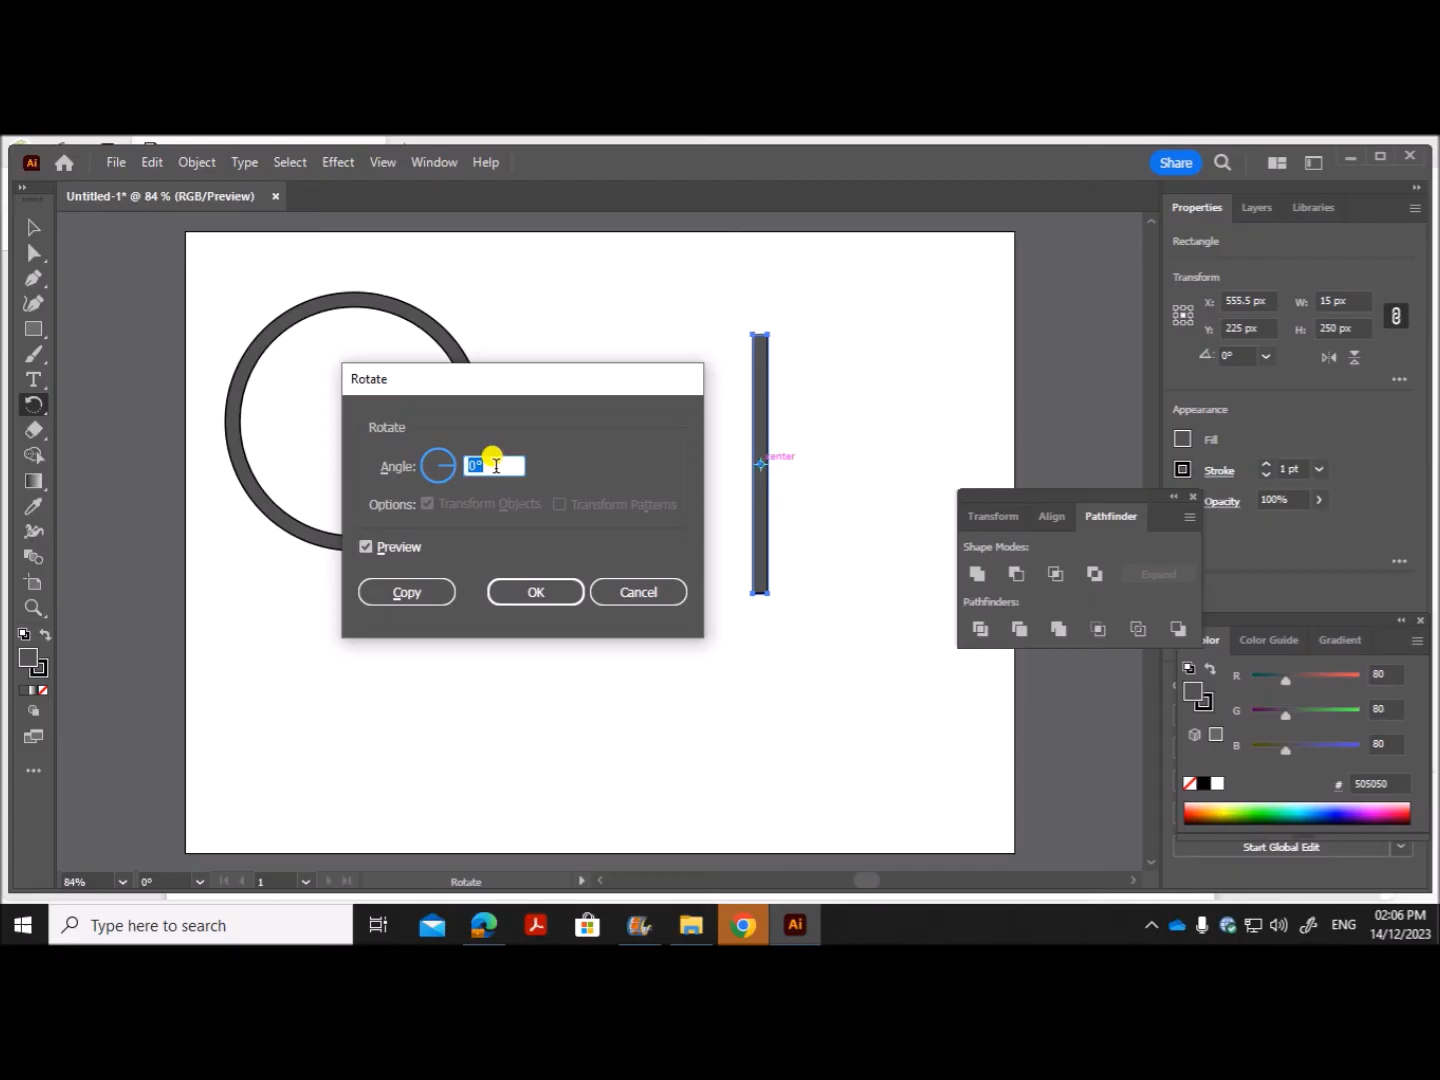 Ai File Edit Object Type Select Effect View Window Help Share
Untitled-1* @ 84 % (RGB/Preview) ×
Properties Layers Libraries
Rectangle
Transform
X: 555.5 px W: 15 px
Y: 225 px H: 250 px
0°
Appearance
Fill
Stroke 1 pt
Opacity 100%
Rotate
Rotate
Angle: 0°
Options: Transform Objects Transform Patterns
Preview
Copy OK Cancel
center
Transform Align Pathfinder
Shape Modes:
Expand
Pathfinders:
Color Guide Gradient
R 80
G 80
B 80
# 505050
Start Global Edit
84% 0° 1 Rotate
Type here to search
Ai
ENG
02:06 PM
14/12/2023